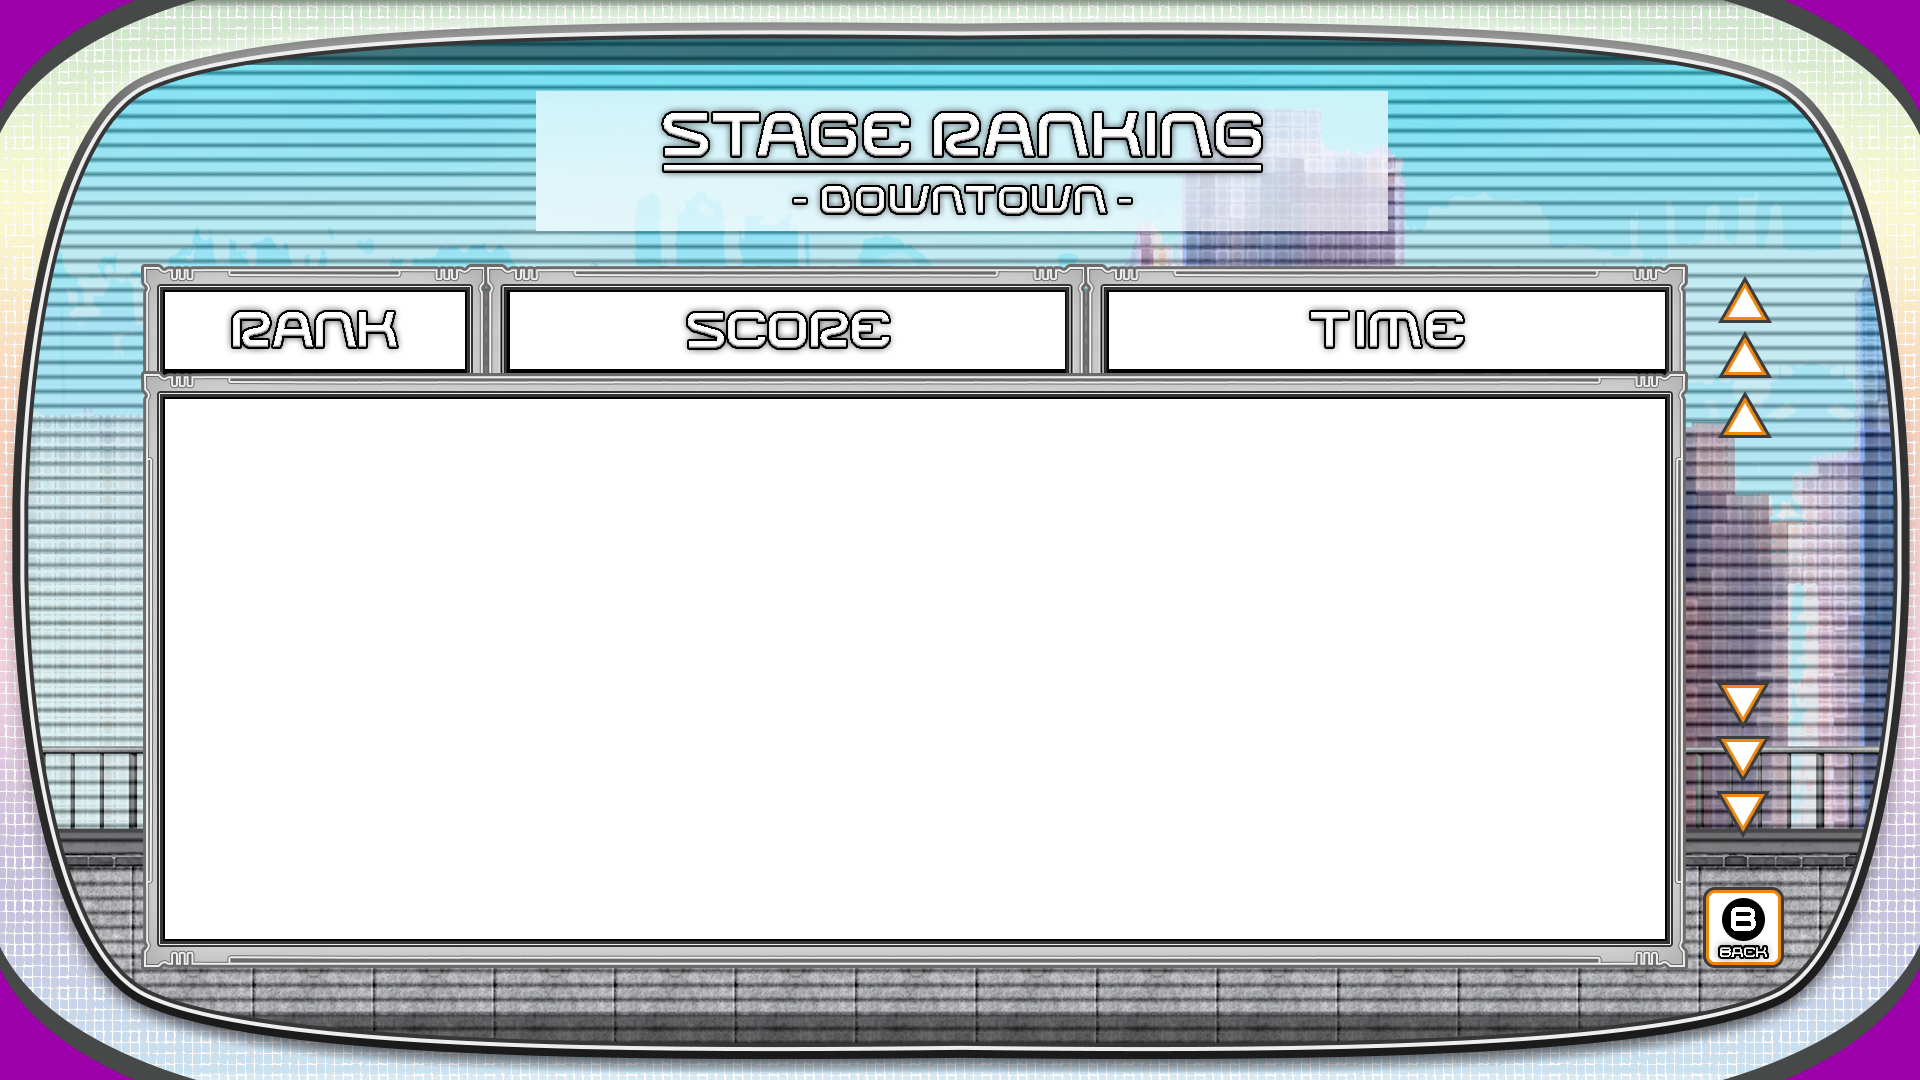 STAGE RANKING
- DOWNTOWN -
RANK SCORE TIME
B
BACK